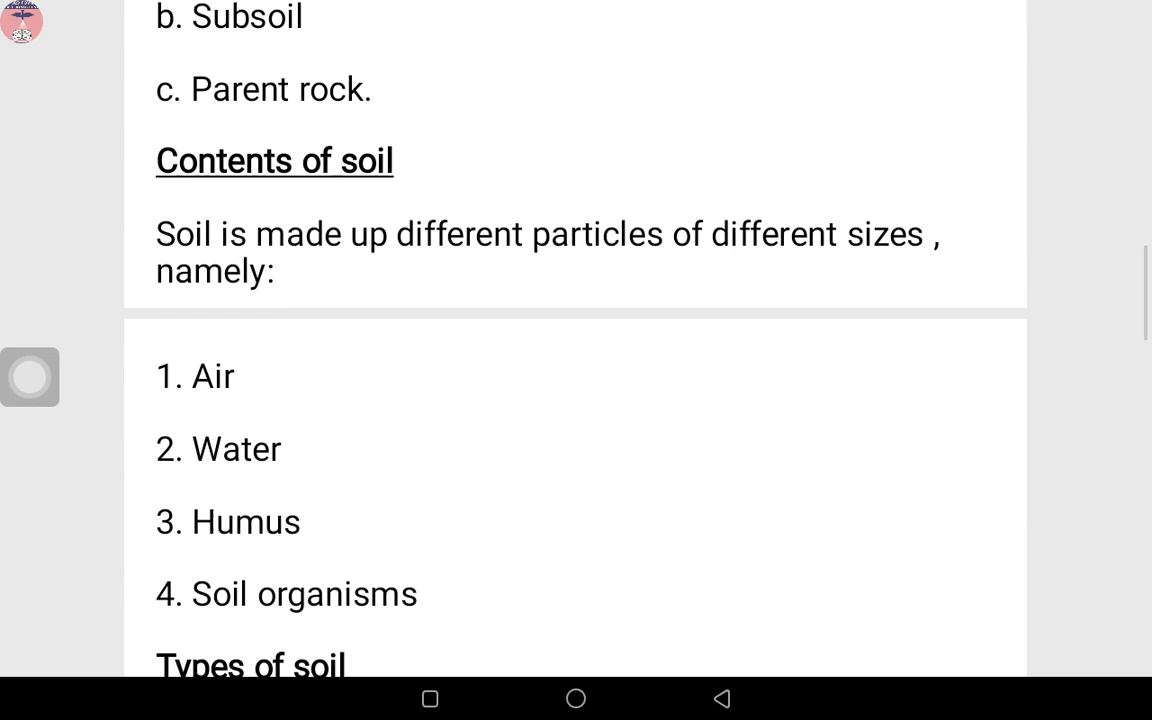 b. Subsoil
c. Parent rock.
Contents of soil
Soil is made up different particles of different sizes ,
namely:
1. Air
2. Water
3. Humus
4. Soil organisms
Types of soil